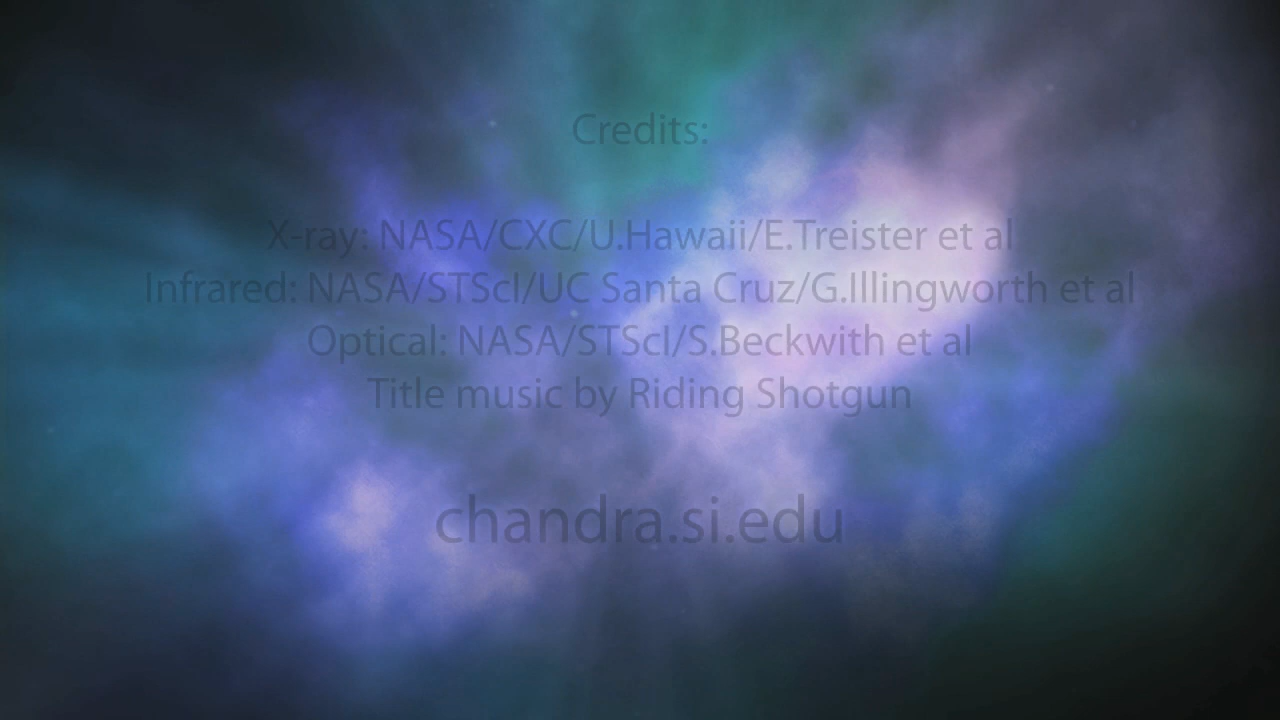 Credits:
X-ray: NASA/CXC/U.Hawaii/E.Treister et al
Infrared: NASA/STScI/UC Santa Cruz/G.Illingworth et al
Optical: NASA/STScI/S.Beckwith et al
Title music by Riding Shotgun
chandra.si.edu